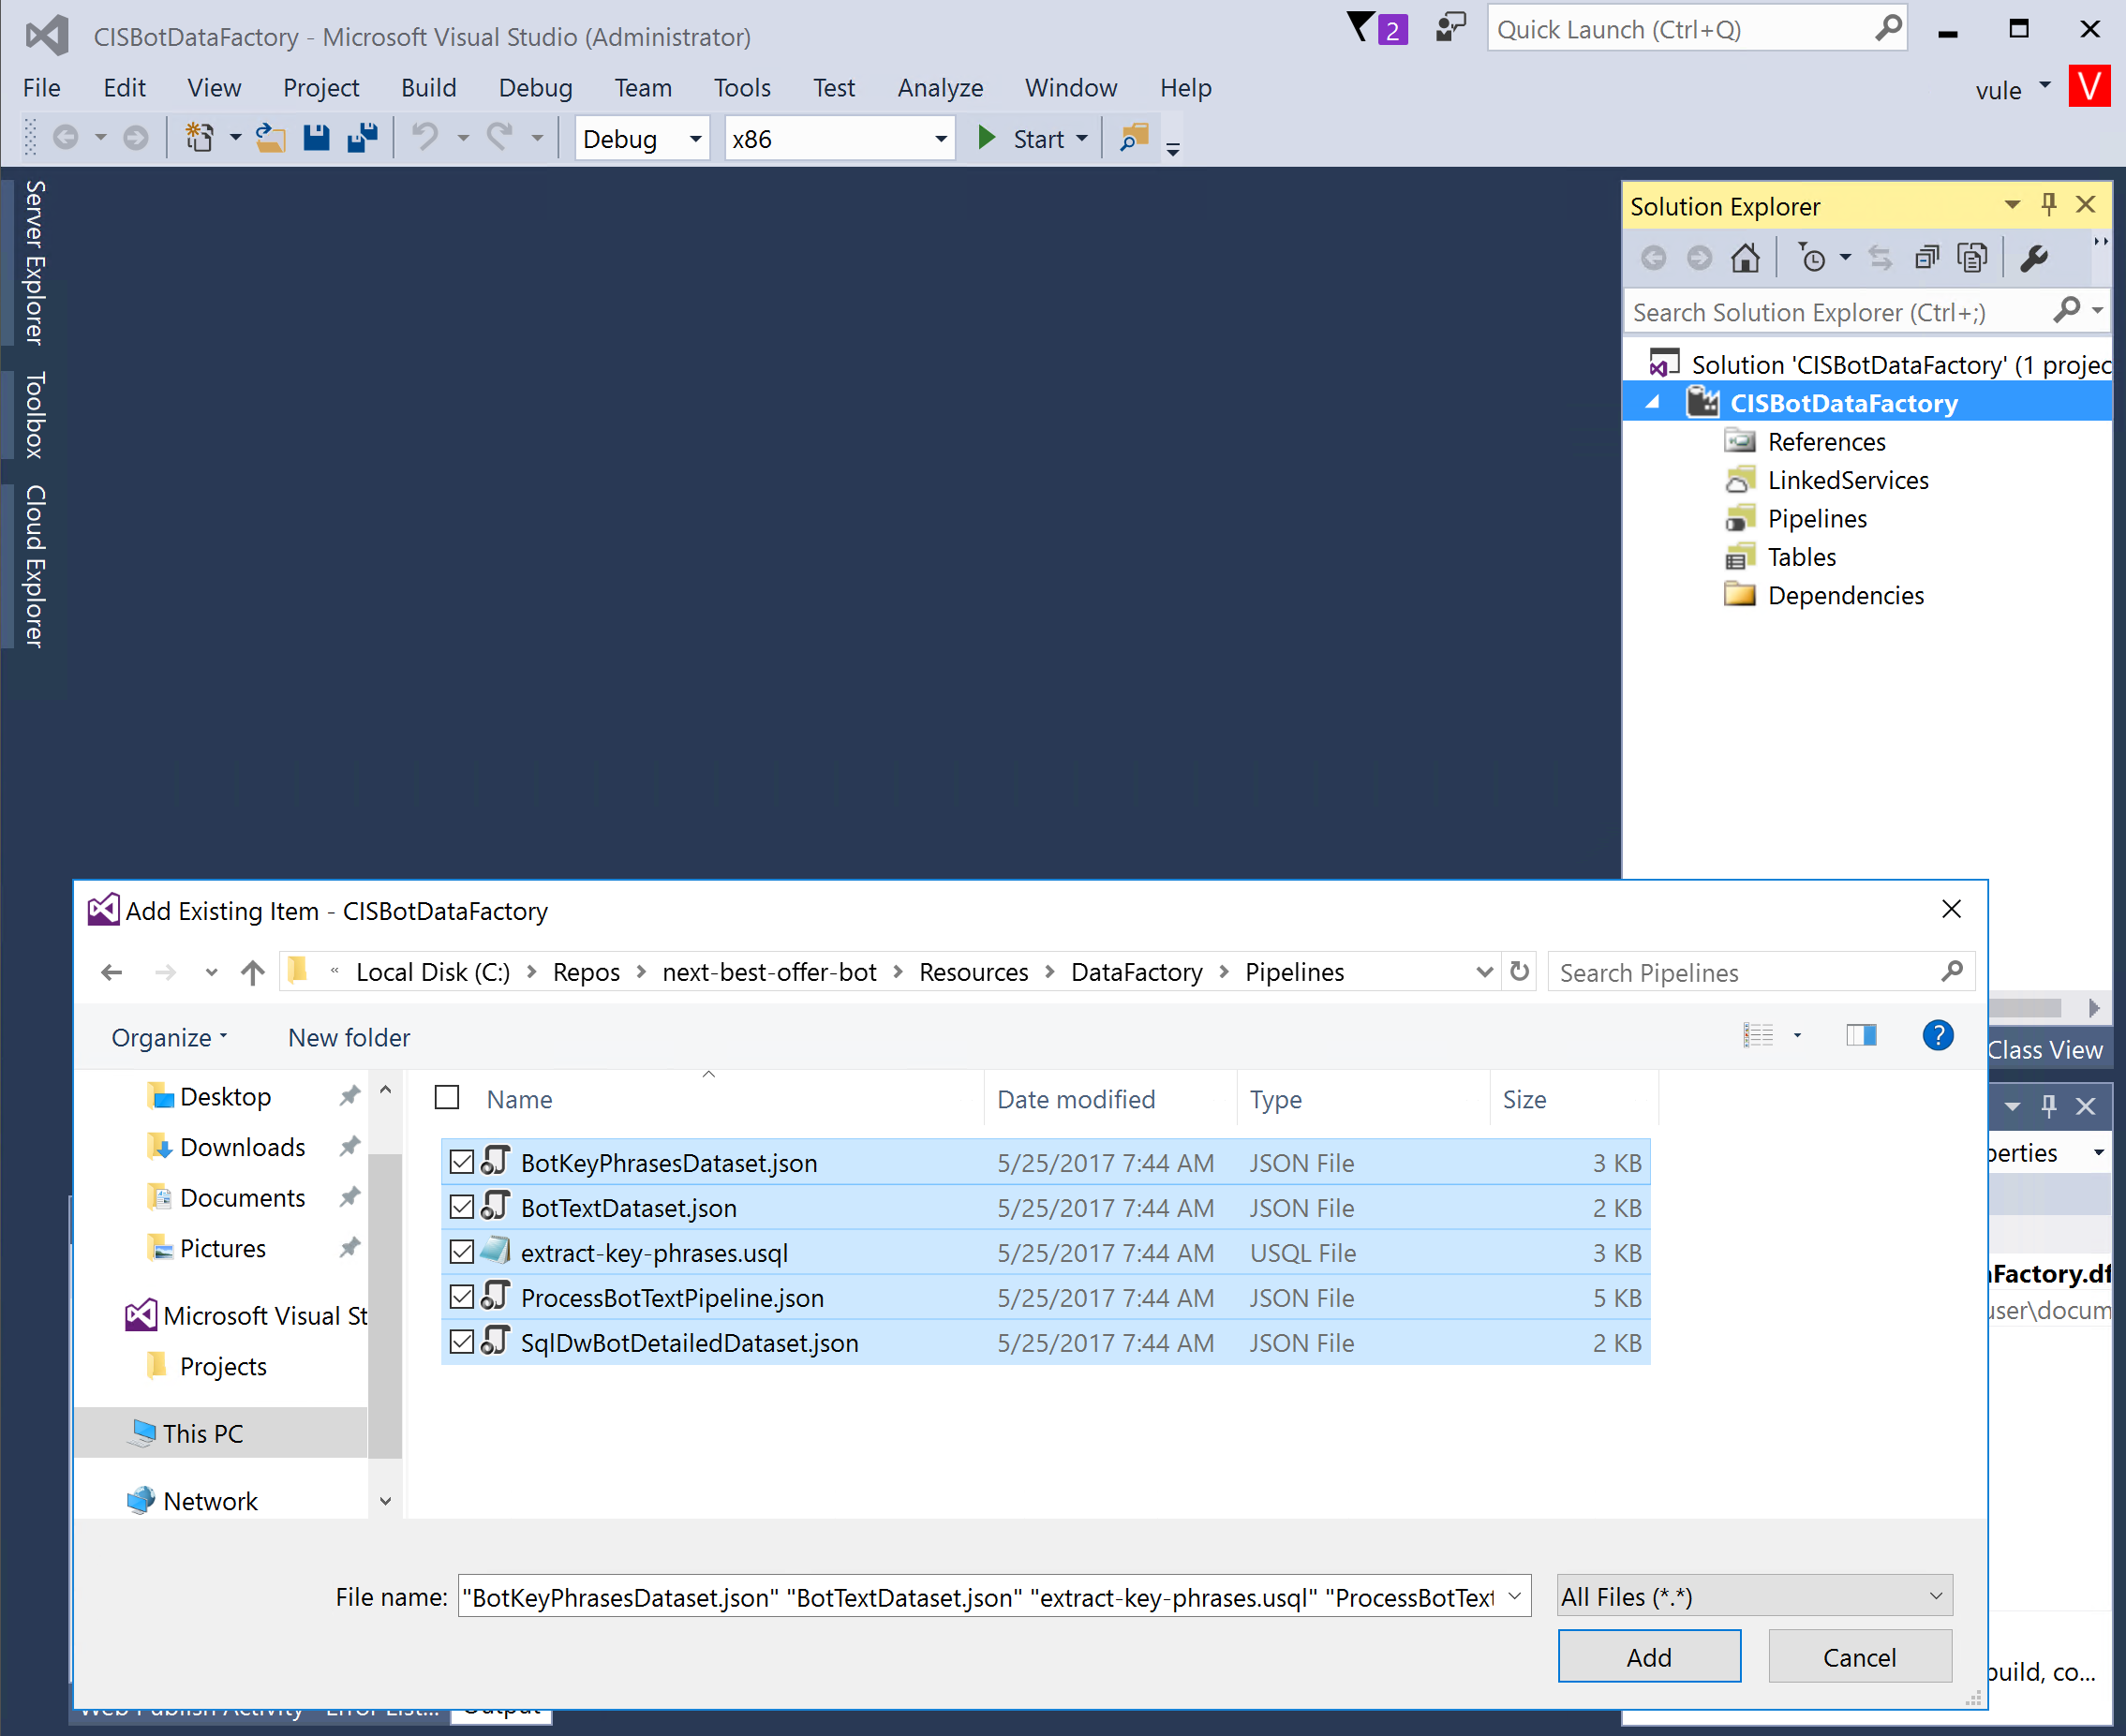 CISBotDataFactory - Microsoft Visual Studio (Administrator)
2
Quick Launch (Ctrl+Q)
File Edit View Project Build Debug Team Tools Test Analyze Window Help
vule
V
Debug x86 Start
Server Explorer
Toolbox
Cloud Explorer
Solution Explorer
Search Solution Explorer (Ctrl+;)
Solution 'CISBotDataFactory' (1 projec
CISBotDataFactory
References
LinkedServices
Pipelines
Tables
Dependencies
Add Existing Item - CISBotDataFactory
« Local Disk (C:) > Repos > next-best-offer-bot > Resources > DataFactory > Pipelines
Search Pipelines
Organize New folder
?
Class View
Desktop
Downloads
Documents
Pictures
Microsoft Visual St
Projects
This PC
Network
Name Date modified Type Size
BotKeyPhrasesDataset.json 5/25/2017 7:44 AM JSON File 3 KB
BotTextDataset.json 5/25/2017 7:44 AM JSON File 2 KB
extract-key-phrases.usql 5/25/2017 7:44 AM USQL File 3 KB
ProcessBotTextPipeline.json 5/25/2017 7:44 AM JSON File 5 KB
SqlDwBotDetailedDataset.json 5/25/2017 7:44 AM JSON File 2 KB
perties
Factory.df
user\docum
File name: "BotKeyPhrasesDataset.json" "BotTextDataset.json" "extract-key-phrases.usql" "ProcessBotText
All Files (*.*)
Add Cancel
build, co...
Web Publish Activity Error List... Output